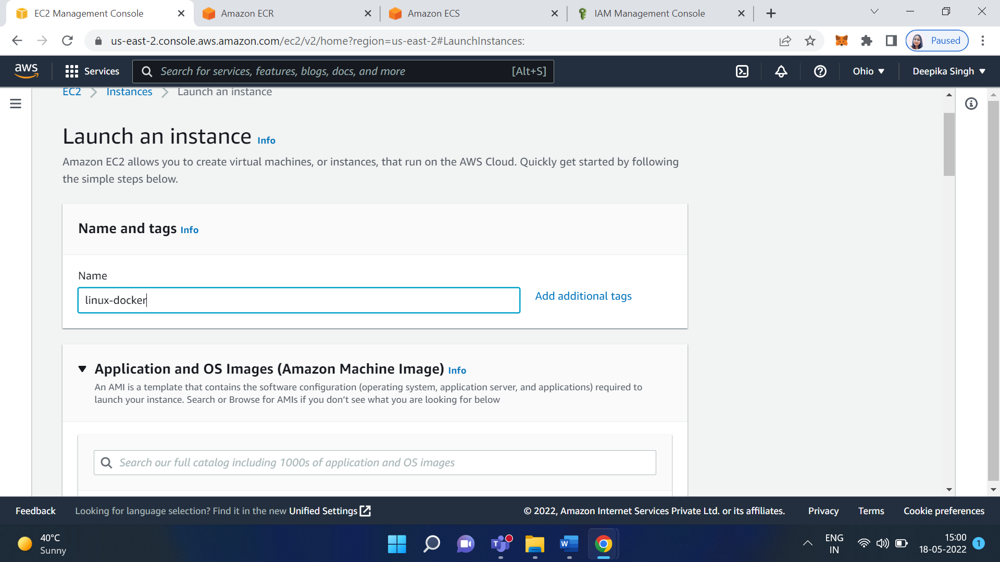 EC2 Management Console
Amazon ECR
Amazon ECS
IAM Management Console
us-east-2.console.aws.amazon.com/ec2/v2/home?region=us-east-2#LaunchInstances:
Paused
aws
Services
Search for services, features, blogs, docs, and more
[Alt+S]
Ohio
Deepika Singh
EC2
Instances
Launch an instance
Launch an instance Info
Amazon EC2 allows you to create virtual machines, or instances, that run on the AWS Cloud. Quickly get started by following
the simple steps below.
Name and tags Info
Name
linux-docker
Add additional tags
Application and OS Images (Amazon Machine Image) Info
An AMI is a template that contains the software configuration (operating system, application server, and applications) required to
launch your instance. Search or Browse for AMIs if you don’t see what you are looking for below
Search our full catalog including 1000s of application and OS images
Feedback
Looking for language selection? Find it in the new Unified Settings
© 2022, Amazon Internet Services Private Ltd. or its affiliates.
Privacy
Terms
Cookie preferences
40°C
Sunny
ENG
IN
15:00
18-05-2022
1